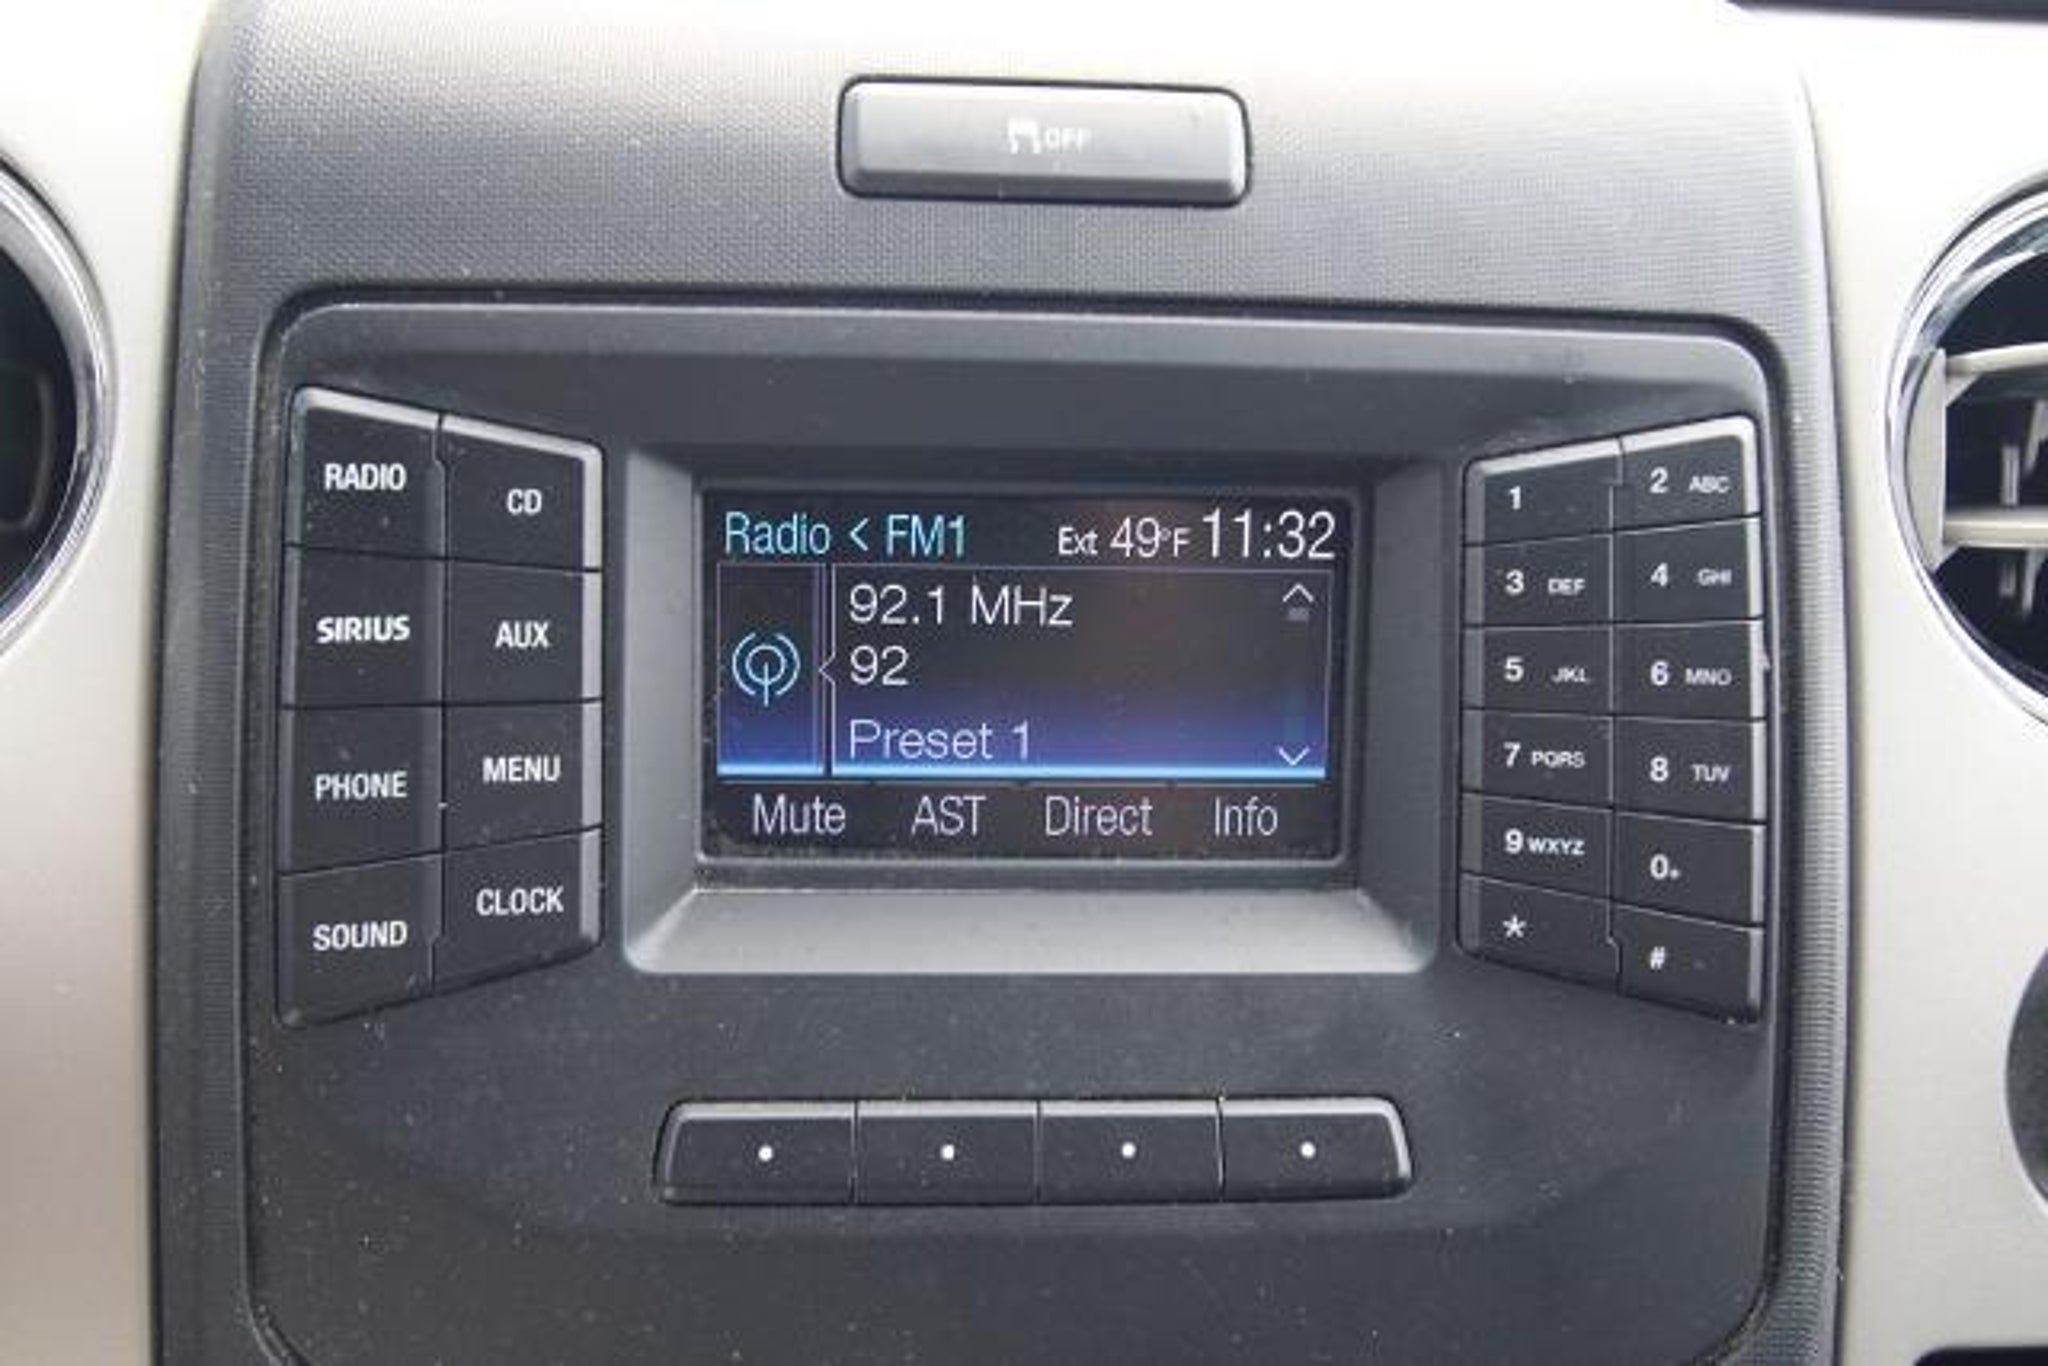 OFF
RADIO
CD
SIRIUS
AUX
PHONE
MENU
SOUND
CLOCK
Radio < FM1 Ext 49°F 11:32
92.1 MHz
92
Preset 1
Mute AST Direct Info
1
2 ABC
3 DEF
4 GHI
5 JKL
6 MNO
7 PQRS
8 TUV
9 WXYZ
0+
*
#